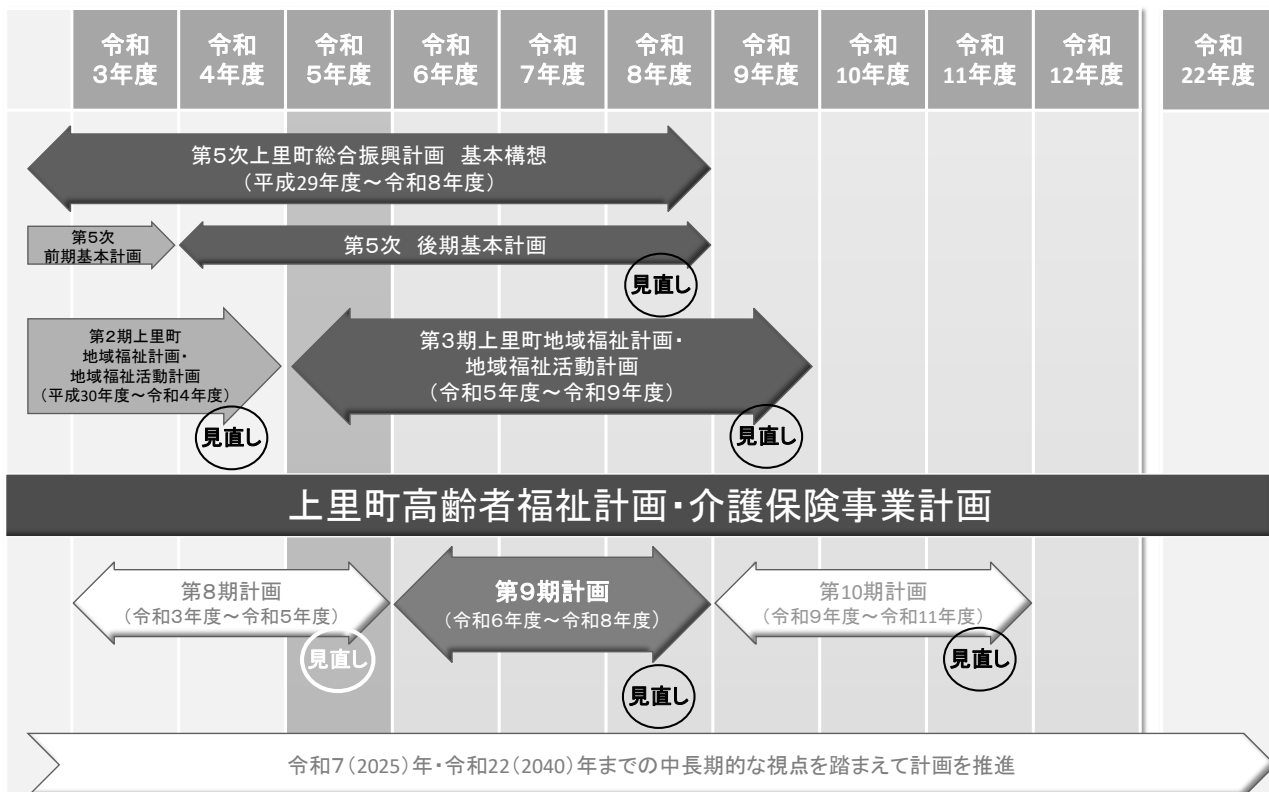 令和
3年度
令和
4年度
令和
5年度
令和
6年度
令和
7年度
令和
8年度
令和
9年度
令和
10年度
令和
11年度
令和
12年度
令和
22年度
第5次上里町総合振興計画　基本構想
（平成29年度～令和8年度）
第5次
前期基本計画
第5次　後期基本計画
見直し
第2期上里町
地域福祉計画・
地域福祉活動計画
（平成30年度～令和4年度）
見直し
第3期上里町地域福祉計画・
地域福祉活動計画
（令和5年度～令和9年度）
見直し
上里町高齢者福祉計画・介護保険事業計画
第8期計画
（令和3年度～令和5年度）
見直し
第9期計画
（令和6年度～令和8年度）
見直し
第10期計画
（令和9年度～令和11年度）
見直し
令和7（2025）年・令和22（2040）年までの中長期的な視点を踏まえて計画を推進